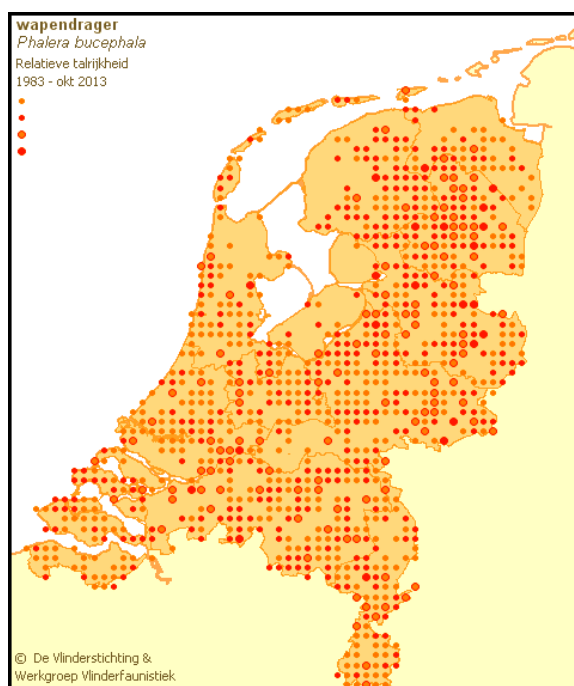 wapendrager
Phalera bucephala
Relatieve talrijkheid
1983 - okt 2013
© De Vlinderstichting &
Werkgroep Vlinderfaunistiek